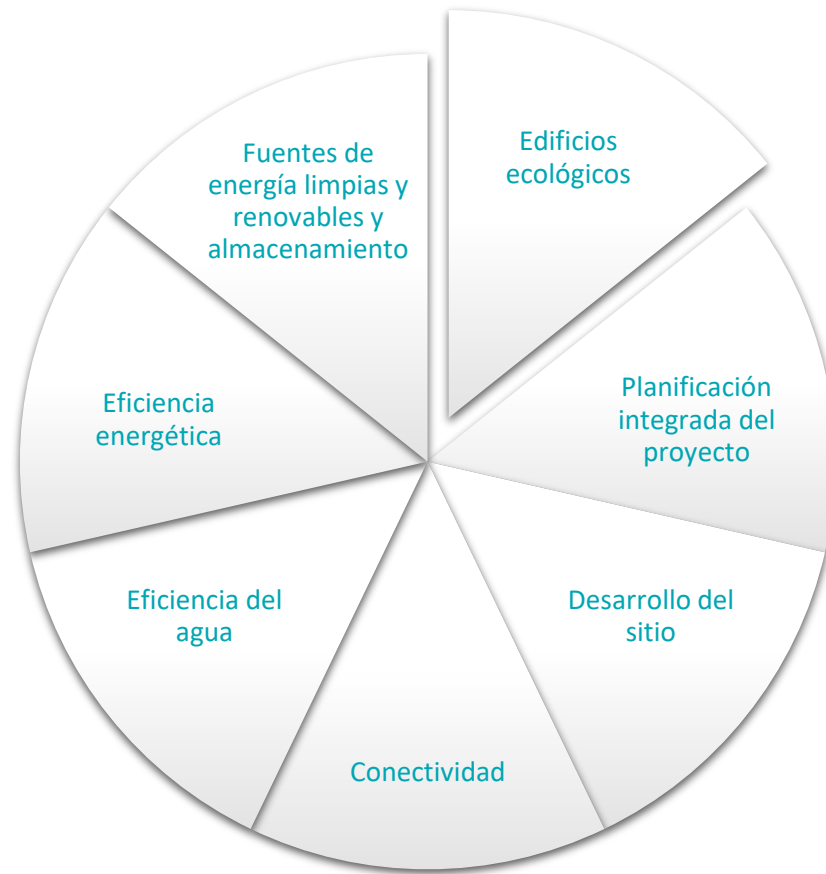 Edificios
ecológicos
Planificación
integrada del
proyecto
Desarrollo del
sitio
Conectividad
Eficiencia del
agua
Eficiencia
energética
Fuentes de
energía limpias y
renovables y
almacenamiento